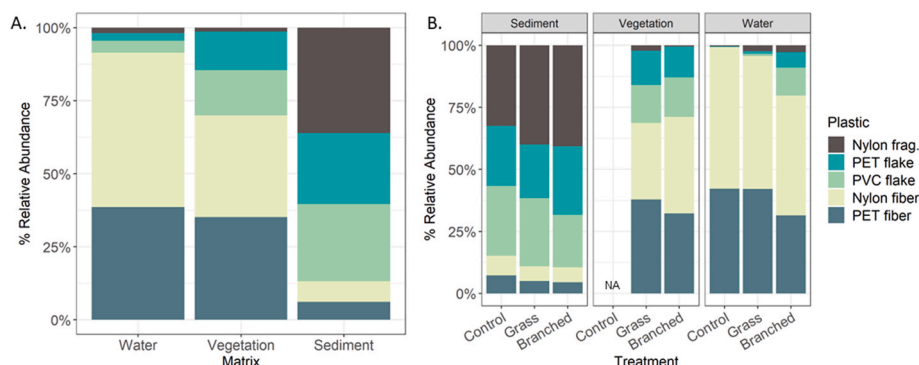 A.
100%
75%
50%
25%
0%
% Relative Abundance
Water Vegetation Sediment
Matrix
B.
Sediment Vegetation Water
100%
75%
50%
25%
0%
% Relative Abundance
NA
Control Grass Branched Control Grass Branched Control Grass Branched
Treatment
Plastic
Nylon frag.
PET flake
PVC flake
Nylon fiber
PET fiber